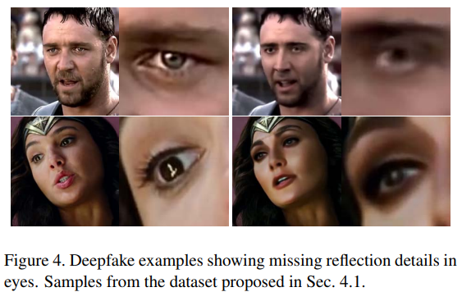 Figure 4. Deepfake examples showing missing reflection details in
eyes. Samples from the dataset proposed in Sec. 4.1.